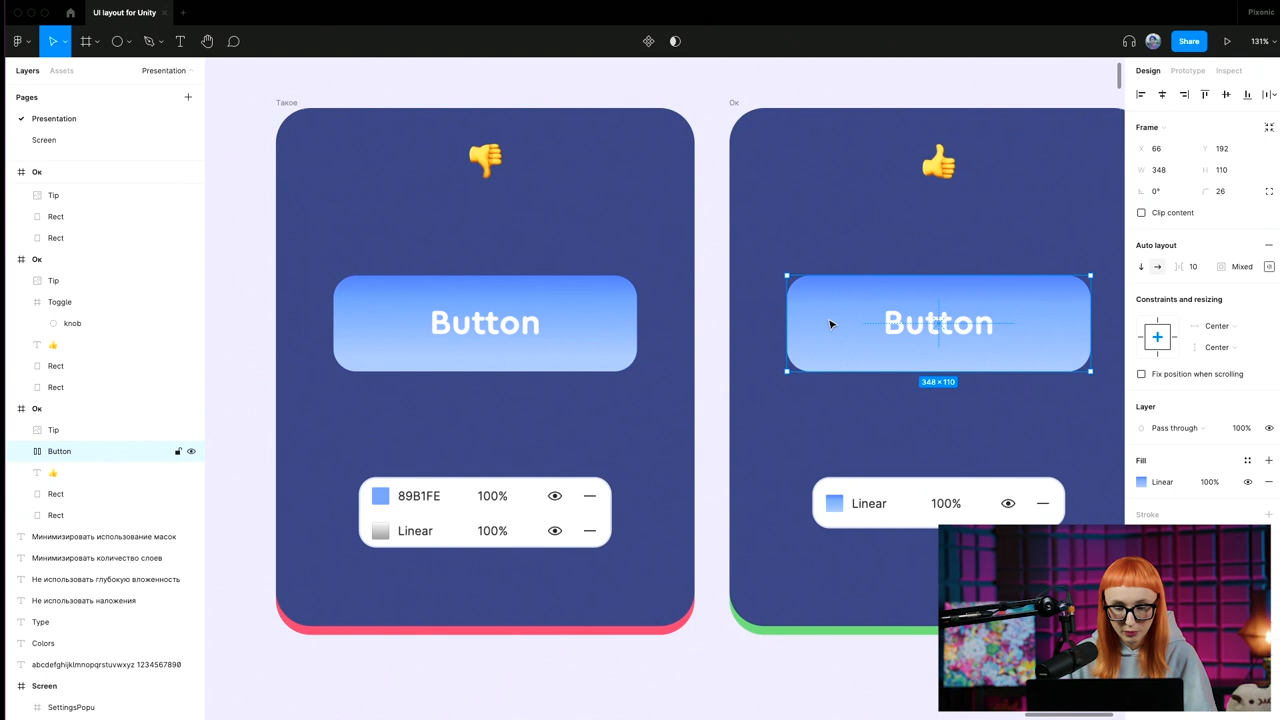 UI layout for Unity
Pixonic
Share
131%
Layers
Assets
Presentation
Pages
Presentation
Screen
Ок
Tip
Rect
Rect
Ок
Tip
Toggle
knob
👍
Rect
Rect
Ок
Tip
Button
👍
Rect
Rect
Минимизировать использование масок
Минимизировать количество слоев
Не использовать глубокую вложенность
Не использовать наложения
Type
Colors
abcdefghijklmnopqrstuvwxyz 1234567890
Screen
SettingsPopu
Такое
👎
Button
89B1FE 100%
Linear 100%
Ок
👍
Button
348 × 110
Linear 100%
Design
Prototype
Inspect
Frame
X 66
Y 192
W 348
H 110
0°
26
Clip content
Auto layout
10
Mixed
Constraints and resizing
Center
Center
Fix position when scrolling
Layer
Pass through
100%
Fill
Linear
100%
Stroke